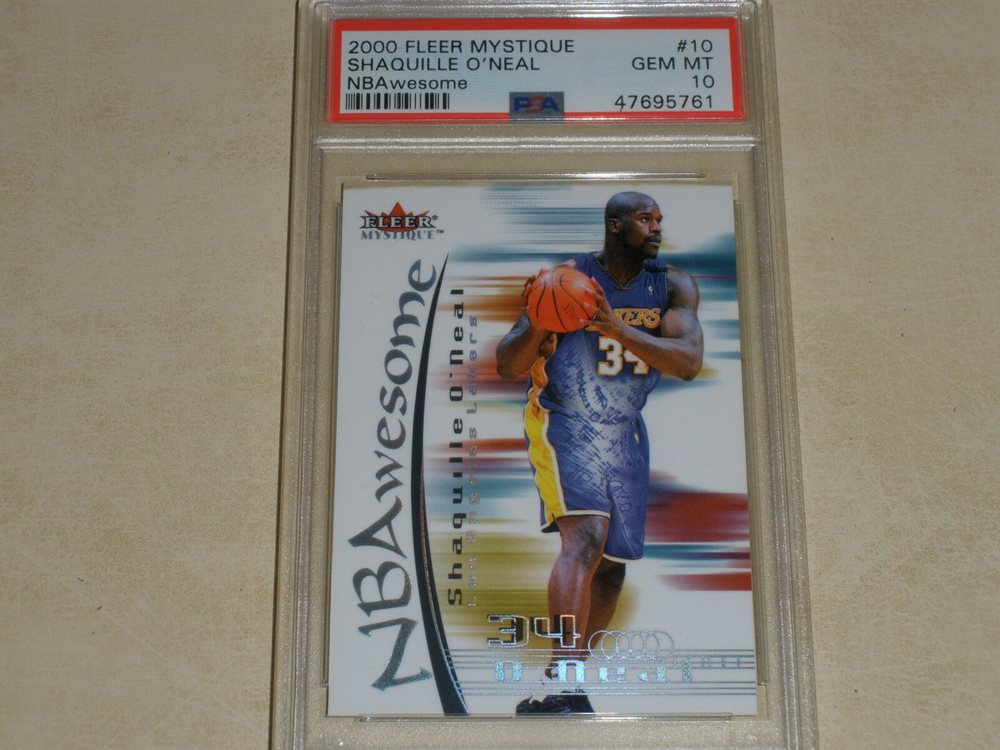 2000 FLEER MYSTIQUE #10
SHAQUILLE O'NEAL GEM MT
NBAwesome 10
PSA 47695761
FLEER®
MYSTIQUE™
NBAwesome
Shaquille O'Neal
Los Angeles Lakers
LAKERS
34
34
O'Neal